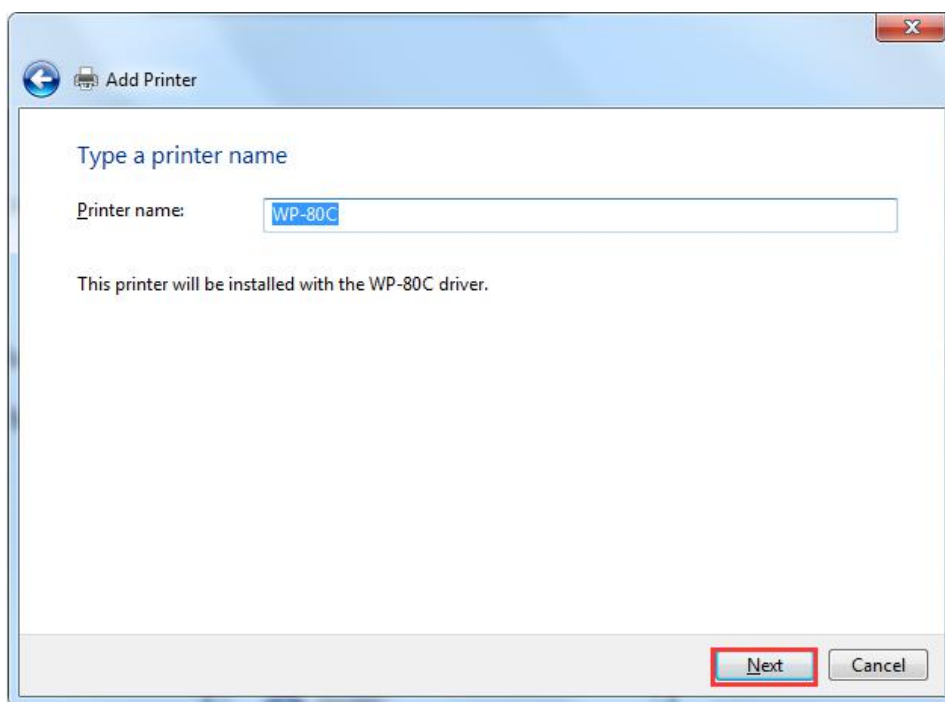 Add Printer
Type a printer name
Printer name: WP-80C
This printer will be installed with the WP-80C driver.
Next Cancel